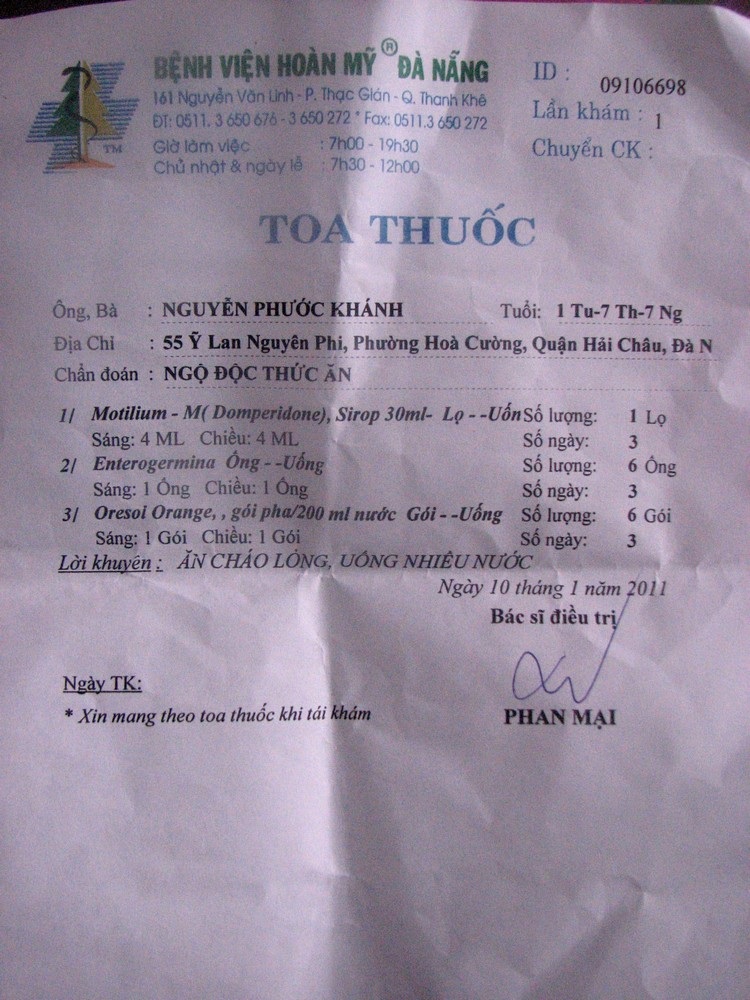 BỆNH VIỆN HOÀN MỸ ® ĐÀ NẴNG
161 Nguyễn Văn Linh - P. Thạc Gián - Q. Thanh Khê
ĐT: 0511. 3 650 676 - 3 650 272 * Fax: 0511.3 650 272
Giờ làm việc : 7h00 - 19h30
Chủ nhật & ngày lễ : 7h30 - 12h00
TM
ID : 09106698
Lần khám : 1
Chuyển CK :
TOA THUỐC
Ông, Bà : NGUYỄN PHƯỚC KHÁNH Tuổi: 1 Tu-7 Th-7 Ng
Địa Chỉ : 55 Ỷ Lan Nguyên Phi, Phường Hoà Cường, Quận Hải Châu, Đà N
Chẩn đoán : NGỘ ĐỘC THỨC ĂN
1/ Motilium - M( Domperidone), Sirop 30ml- Lọ - -Uốn Số lượng: 1 Lọ
Sáng: 4 ML Chiều: 4 ML Số ngày: 3
2/ Enterogermina Ống - -Uống Số lượng: 6 Ống
Sáng: 1 Ống Chiều: 1 Ống Số ngày: 3
3/ Oresol Orange, , gói pha/200 ml nước Gói - -Uống Số lượng: 6 Gói
Sáng: 1 Gói Chiều: 1 Gói Số ngày: 3
Lời khuyên : ĂN CHÁO LỎNG, UỐNG NHIỀU NƯỚC
Ngày 10 tháng 1 năm 2011
Bác sĩ điều trị
Ngày TK:
* Xin mang theo toa thuốc khi tái khám
PHAN MẠI